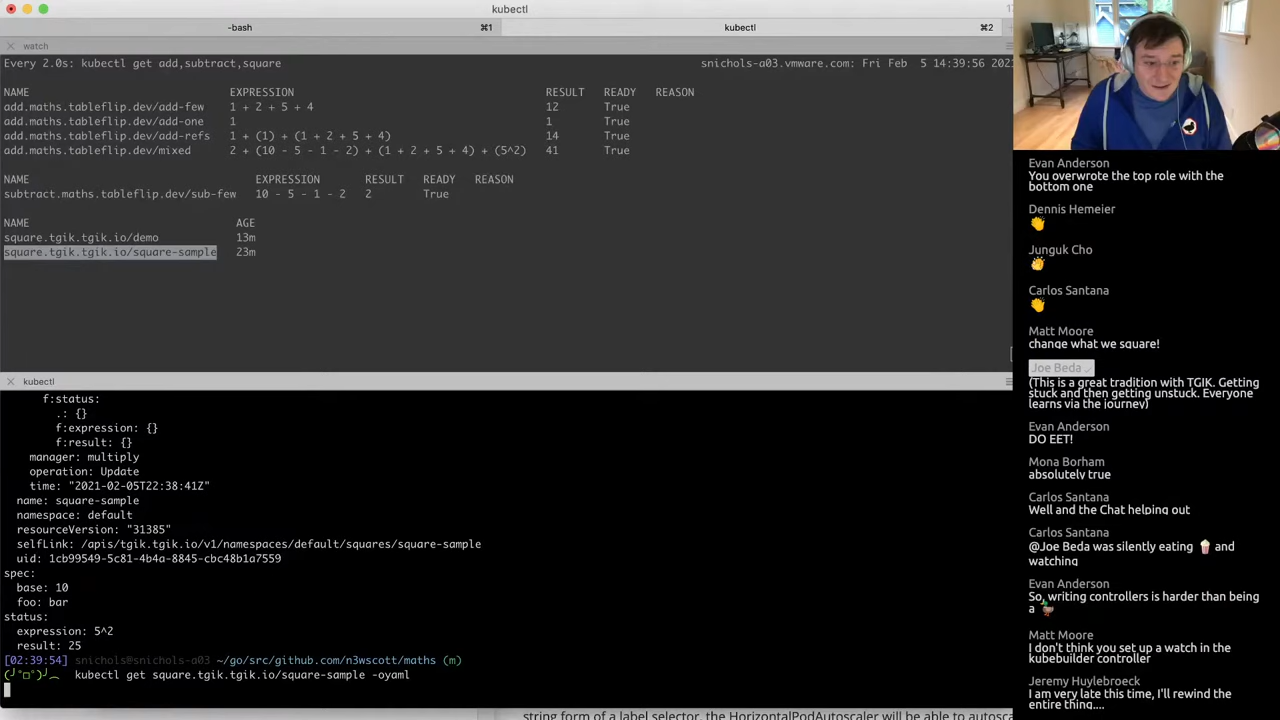 kubectl
-bash
⌘1
kubectl
⌘2
watch
Every 2.0s: kubectl get add,subtract,square
snichols-a03.vmware.com: Fri Feb  5 14:39:56 202
NAME EXPRESSION RESULT READY REASON
add.maths.tableflip.dev/add-few 1 + 2 + 5 + 4 12 True
add.maths.tableflip.dev/add-one 1 1 True
add.maths.tableflip.dev/add-refs 1 + (1) + (1 + 2 + 5 + 4) 14 True
add.maths.tableflip.dev/mixed 2 + (10 - 5 - 1 - 2) + (1 + 2 + 5 + 4) + (5^2) 41 True
NAME EXPRESSION RESULT READY REASON
subtract.maths.tableflip.dev/sub-few 10 - 5 - 1 - 2 2 True
NAME AGE
square.tgik.tgik.io/demo 13m
square.tgik.tgik.io/square-sample 23m
kubectl
f:status:
.: {}
f:expression: {}
f:result: {}
manager: multiply
operation: Update
time: "2021-02-05T22:38:41Z"
name: square-sample
namespace: default
resourceVersion: "31385"
selfLink: /apis/tgik.tgik.io/v1/namespaces/default/squares/square-sample
uid: 1cb99549-5c81-4b4a-8845-cbc48b1a7559
spec:
base: 10
foo: bar
status:
expression: 5^2
result: 25
[02:39:54] snichols@snichols-a03 ~/go/src/github.com/n3wscott/maths (m)
(╯°□°)╯︵ kubectl get square.tgik.tgik.io/square-sample -oyaml
string form of a label selector, the HorizontalPodAutoscaler will be able to autosca
Evan Anderson
You overwrote the top role with the
bottom one
Dennis Hemeier
👏
Junguk Cho
👏
Carlos Santana
👏
Matt Moore
change what we square!
Joe Beda ✓
(This is a great tradition with TGIK. Getting
stuck and then getting unstuck. Everyone
learns via the journey)
Evan Anderson
DO EET!
Mona Borham
absolutely true
Carlos Santana
Well and the Chat helping out
Carlos Santana
@Joe Beda was silently eating 🍿 and
watching
Evan Anderson
So, writing controllers is harder than being
a 🦆
Matt Moore
I don't think you set up a watch in the
kubebuilder controller
Jeremy Huylebroeck
I am very late this time, I'll rewind the
entire thing....